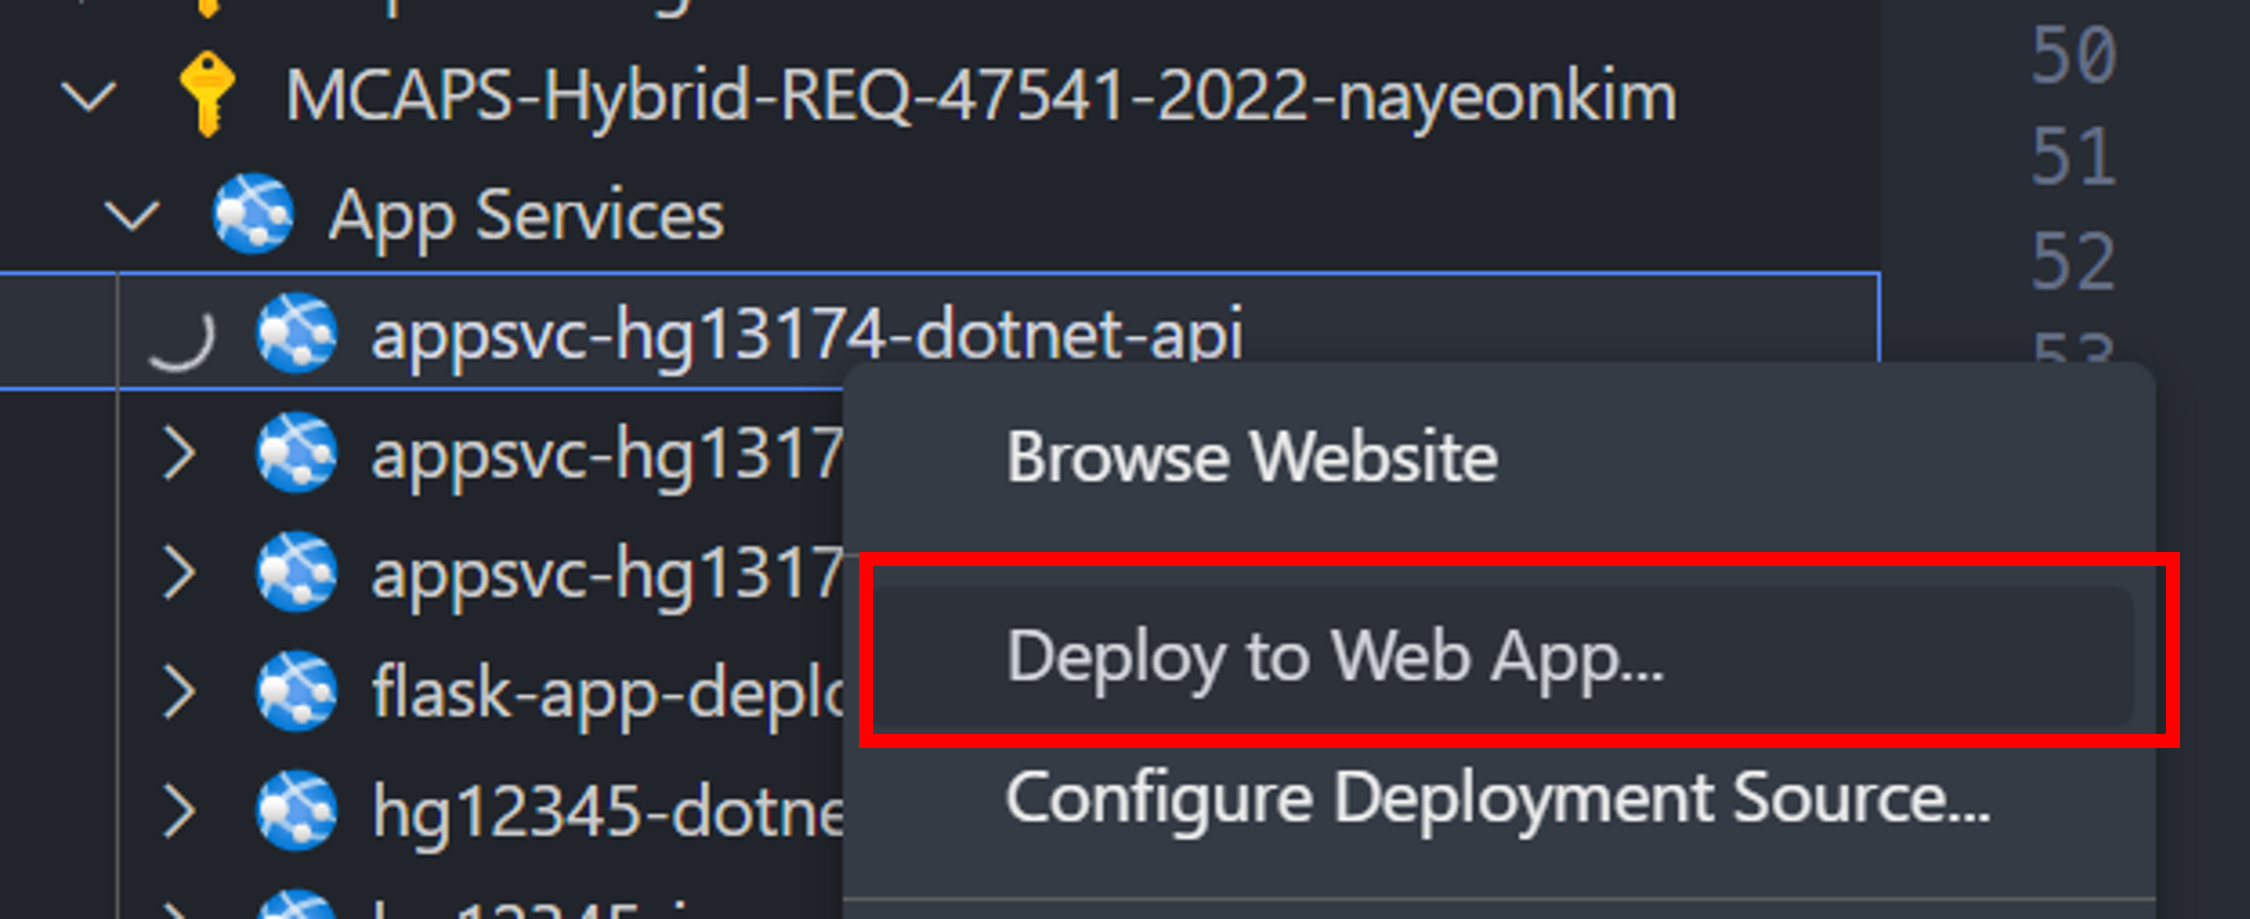 MCAPS-Hybrid-REQ-47541-2022-nayeonkim
50
51
App Services
52
appsvc-hg13174-dotnet-api
53
Browse Website
appsvc-hg1317
appsvc-hg1317
Deploy to Web App...
flask-app-deplo
Configure Deployment Source...
hg12345-dotne